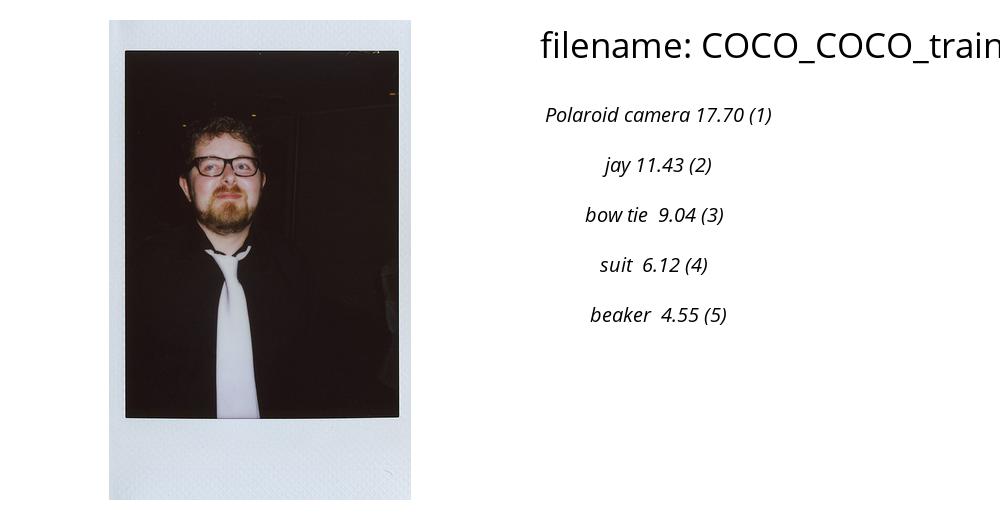 filename: COCO_COCO_train
Polaroid camera 17.70 (1)
jay 11.43 (2)
bow tie 9.04 (3)
suit 6.12 (4)
beaker 4.55 (5)